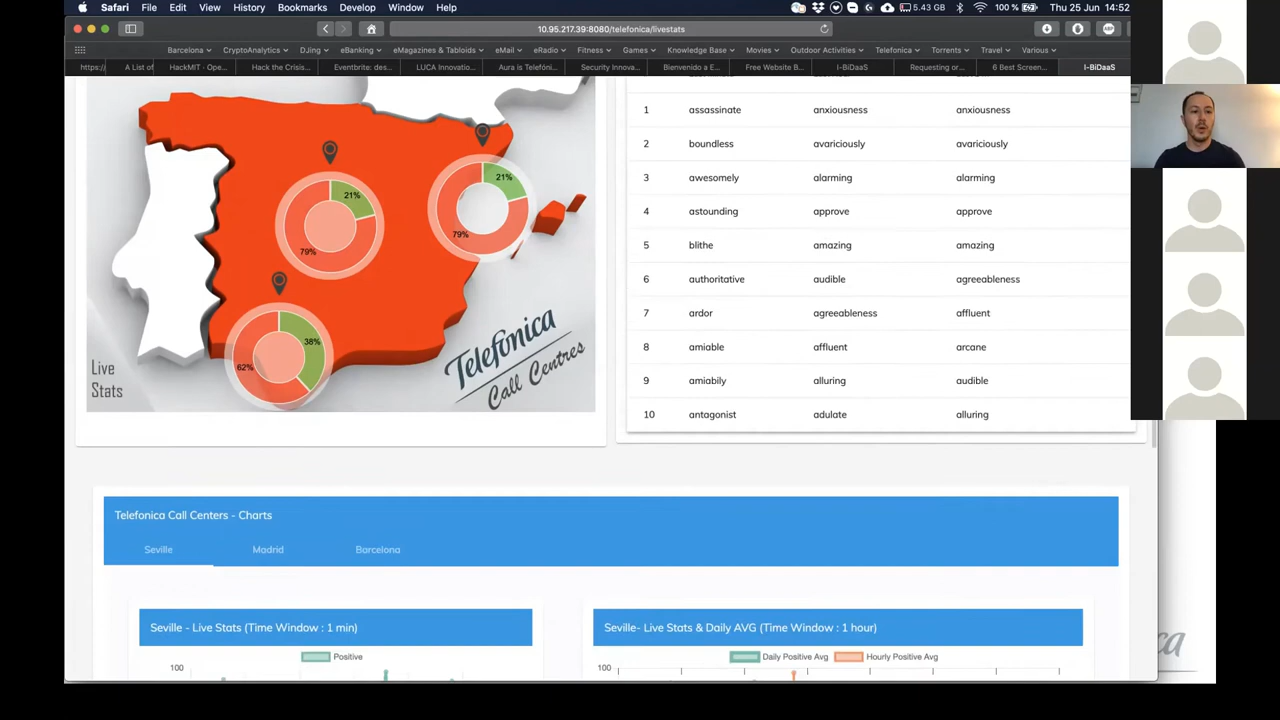 Safari File Edit View History Bookmarks Develop Window Help 5.43 GB 100 % Thu 25 Jun 14:52
10.95.217.39:8080/telefonica/livestats
Barcelona CryptoAnalytics DJing eBanking eMagazines & Tabloids eMail eRadio Fitness Games Knowledge Base Movies Outdoor Activities Telefonica Torrents Travel Various
https:/ A List of HackMIT · Ope... Hack the Crisis... Eventbrite: des... LUCA Innovatio... Aura is Telefóni... Security Innova... Bienvenido a E... Free Website B... I-BiDaaS Requesting or... 6 Best Screen... I-BiDaaS
1 assassinate anxiousness anxiousness
2 boundless avariciously avariciously
3 awesomely alarming alarming
4 astounding approve approve
5 blithe amazing amazing
6 authoritative audible agreeableness
7 ardor agreeableness affluent
8 amiable affluent arcane
9 amiably alluring audible
10 antagonist adulate alluring
21%
79%
21%
79%
38%
62%
Live
Stats
Telefónica
Call Centres
Telefonica Call Centers - Charts
Seville Madrid Barcelona
Seville - Live Stats (Time Window : 1 min)
Positive
100
Seville- Live Stats & Daily AVG (Time Window : 1 hour)
Daily Positive Avg Hourly Positive Avg
100